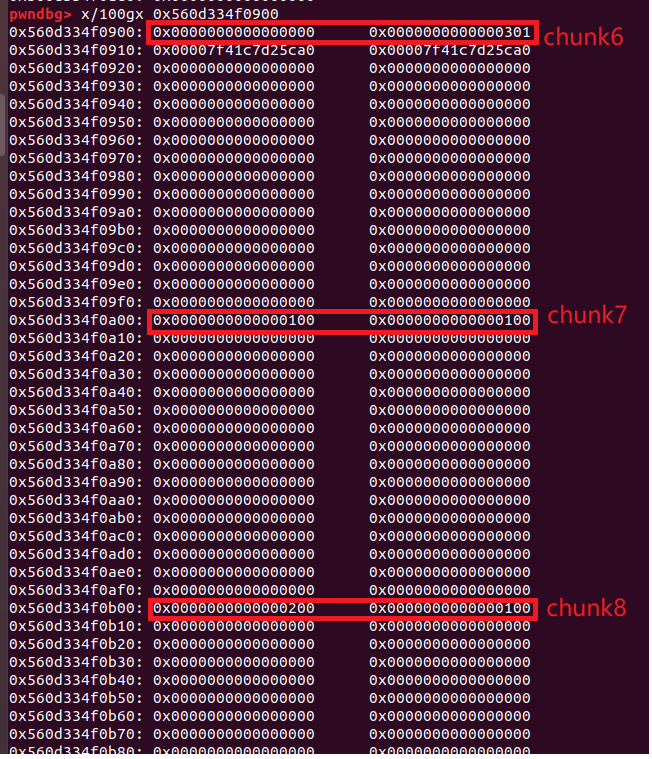 pwndbg> x/100gx 0x560d334f0900
0x560d334f0900: 0x0000000000000000 0x0000000000000301 chunk6
0x560d334f0910: 0x00007f41c7d25ca0 0x00007f41c7d25ca0
0x560d334f0920: 0x0000000000000000 0x0000000000000000
0x560d334f0930: 0x0000000000000000 0x0000000000000000
0x560d334f0940: 0x0000000000000000 0x0000000000000000
0x560d334f0950: 0x0000000000000000 0x0000000000000000
0x560d334f0960: 0x0000000000000000 0x0000000000000000
0x560d334f0970: 0x0000000000000000 0x0000000000000000
0x560d334f0980: 0x0000000000000000 0x0000000000000000
0x560d334f0990: 0x0000000000000000 0x0000000000000000
0x560d334f09a0: 0x0000000000000000 0x0000000000000000
0x560d334f09b0: 0x0000000000000000 0x0000000000000000
0x560d334f09c0: 0x0000000000000000 0x0000000000000000
0x560d334f09d0: 0x0000000000000000 0x0000000000000000
0x560d334f09e0: 0x0000000000000000 0x0000000000000000
0x560d334f09f0: 0x0000000000000000 0x0000000000000000
0x560d334f0a00: 0x0000000000000100 0x0000000000000100 chunk7
0x560d334f0a10: 0x0000000000000000 0x0000000000000000
0x560d334f0a20: 0x0000000000000000 0x0000000000000000
0x560d334f0a30: 0x0000000000000000 0x0000000000000000
0x560d334f0a40: 0x0000000000000000 0x0000000000000000
0x560d334f0a50: 0x0000000000000000 0x0000000000000000
0x560d334f0a60: 0x0000000000000000 0x0000000000000000
0x560d334f0a70: 0x0000000000000000 0x0000000000000000
0x560d334f0a80: 0x0000000000000000 0x0000000000000000
0x560d334f0a90: 0x0000000000000000 0x0000000000000000
0x560d334f0aa0: 0x0000000000000000 0x0000000000000000
0x560d334f0ab0: 0x0000000000000000 0x0000000000000000
0x560d334f0ac0: 0x0000000000000000 0x0000000000000000
0x560d334f0ad0: 0x0000000000000000 0x0000000000000000
0x560d334f0ae0: 0x0000000000000000 0x0000000000000000
0x560d334f0af0: 0x0000000000000000 0x0000000000000000
0x560d334f0b00: 0x0000000000000200 0x0000000000000100 chunk8
0x560d334f0b10: 0x0000000000000000 0x0000000000000000
0x560d334f0b20: 0x0000000000000000 0x0000000000000000
0x560d334f0b30: 0x0000000000000000 0x0000000000000000
0x560d334f0b40: 0x0000000000000000 0x0000000000000000
0x560d334f0b50: 0x0000000000000000 0x0000000000000000
0x560d334f0b60: 0x0000000000000000 0x0000000000000000
0x560d334f0b70: 0x0000000000000000 0x0000000000000000
0x560d334f0b80: 0x0000000000000000 0x0000000000000000